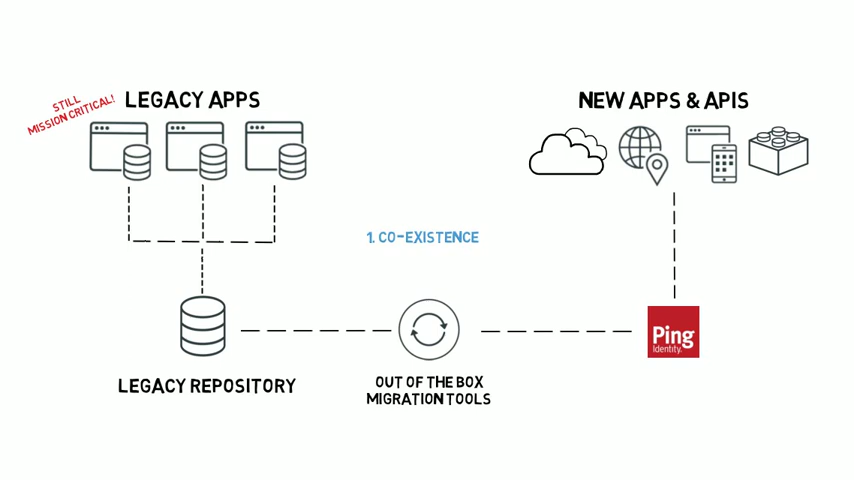 STILL
MISSION CRITICAL!
LEGACY APPS
NEW APPS & APIS
1. CO-EXISTENCE
Ping
Identity.
LEGACY REPOSITORY
OUT OF THE BOX
MIGRATION TOOLS